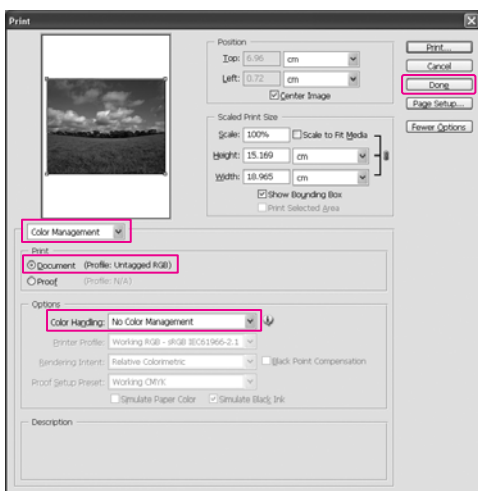 Print
Position
Top: 6.96 cm
Left: 0.72 cm
Center Image
Scaled Print Size
Scale: 100% Scale to Fit Media
Height: 15.169 cm
Width: 18.965 cm
Show Bounding Box
Print Selected Area
Print...
Cancel
Done
Page Setup...
Fewer Options
Color Management
Print
Document (Profile: Untagged RGB)
Proof (Profile: N/A)
Options
Color Handling: No Color Management
Printer Profile: Working RGB - sRGB IEC61966-2.1
Rendering Intent: Relative Colorimetric Black Point Compensation
Proof Setup Preset: Working CMYK
Simulate Paper Color Simulate Black Ink
Description